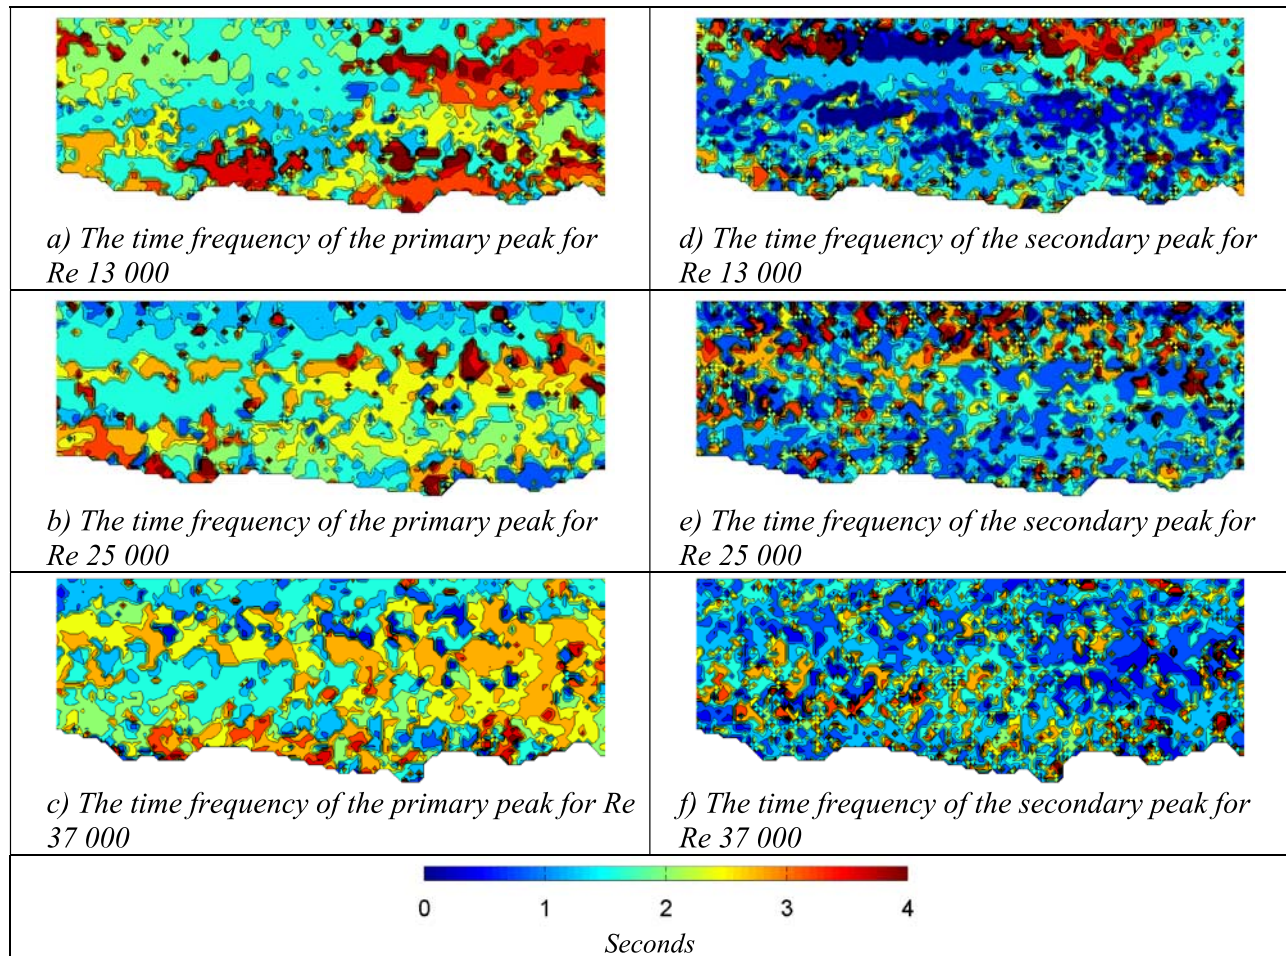 a) The time frequency of the primary peak for
Re 13 000
d) The time frequency of the secondary peak for
Re 13 000
b) The time frequency of the primary peak for
Re 25 000
e) The time frequency of the secondary peak for
Re 25 000
c) The time frequency of the primary peak for Re
37 000
f) The time frequency of the secondary peak for
Re 37 000
0 1 2 3 4
Seconds